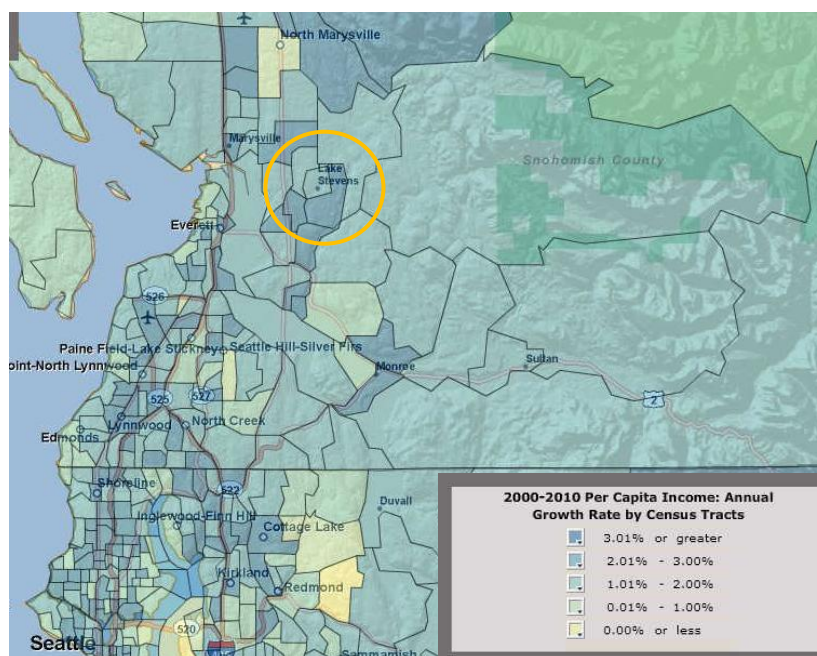 North Marysville
Marysville
Lake
Stevens
Snohomish County
Everett
526
Paine Field-Lake Stickney
Seattle Hill-Silver Firs
oint-North Lynnwood
Monroe
Sultan
2
525
527
Lynnwood
North Creek
Edmonds
Shoreline
522
Duvall
Inglewood-Finn Hill
Cottage Lake
Kirkland
Redmond
520
Seattle
Sammamish
2000-2010 Per Capita Income: Annual
Growth Rate by Census Tracts
3.01% or greater
2.01% - 3.00%
1.01% - 2.00%
0.01% - 1.00%
0.00% or less